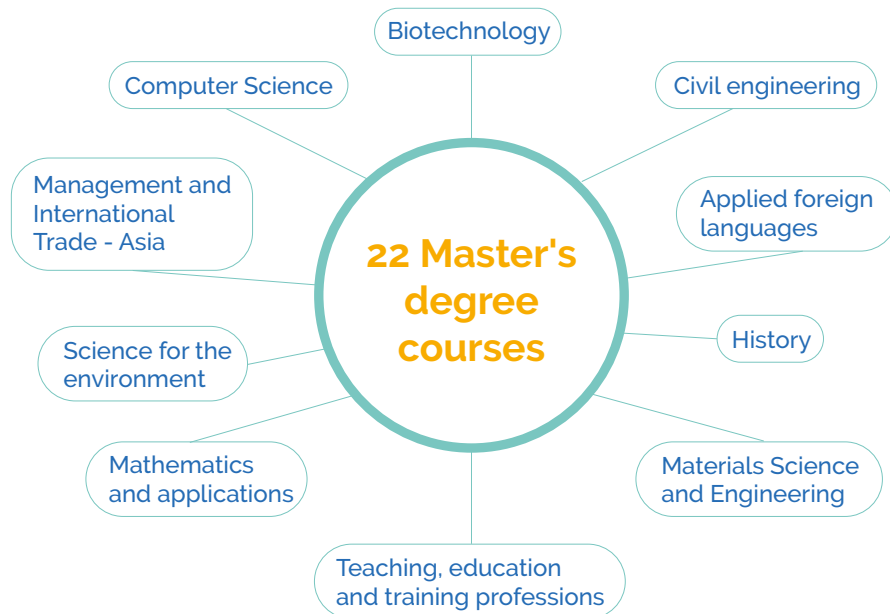 Biotechnology
Computer Science
Civil engineering
Management and
International
Trade - Asia
Applied foreign
languages
22 Master's
degree
courses
History
Science for the
environment
Mathematics
and applications
Materials Science
and Engineering
Teaching, education
and training professions